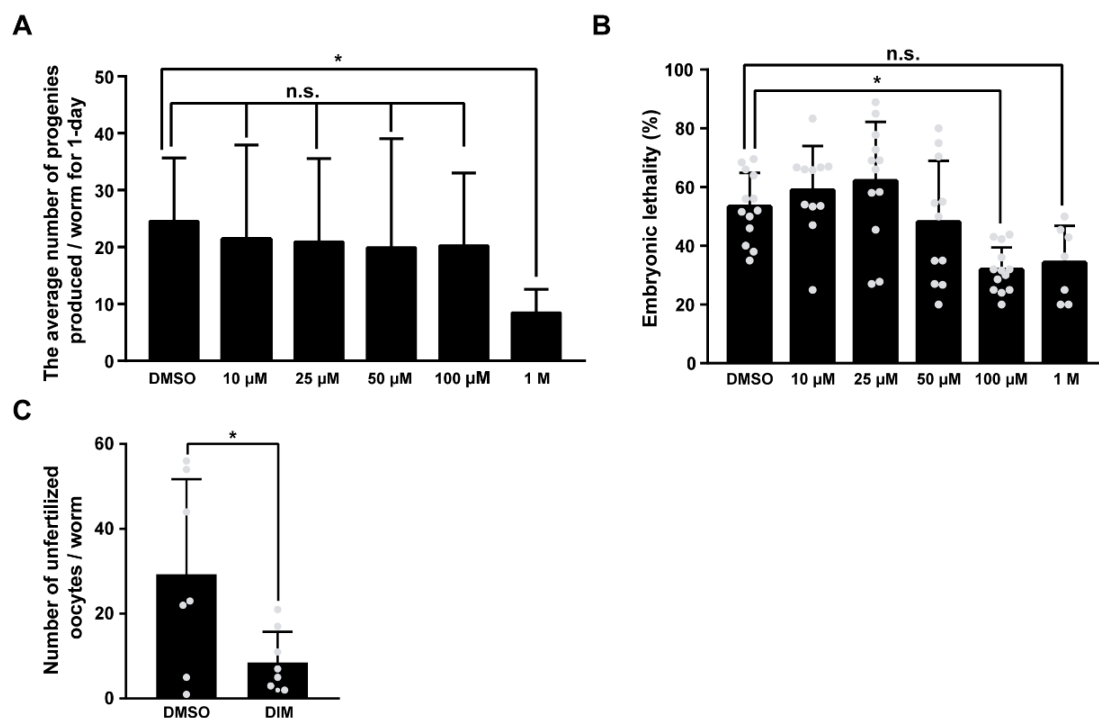 A
The average number of progenies
produced / worm for 1-day
*
n.s.
50
40
30
20
10
0
DMSO 10 µM 25 µM 50 µM 100 µM 1 M
B
Embryonic lethality (%)
n.s.
*
100
80
60
40
20
0
DMSO 10 µM 25 µM 50 µM 100 µM 1 M
C
Number of unfertilized
oocytes / worm
*
60
40
20
0
DMSO DIM